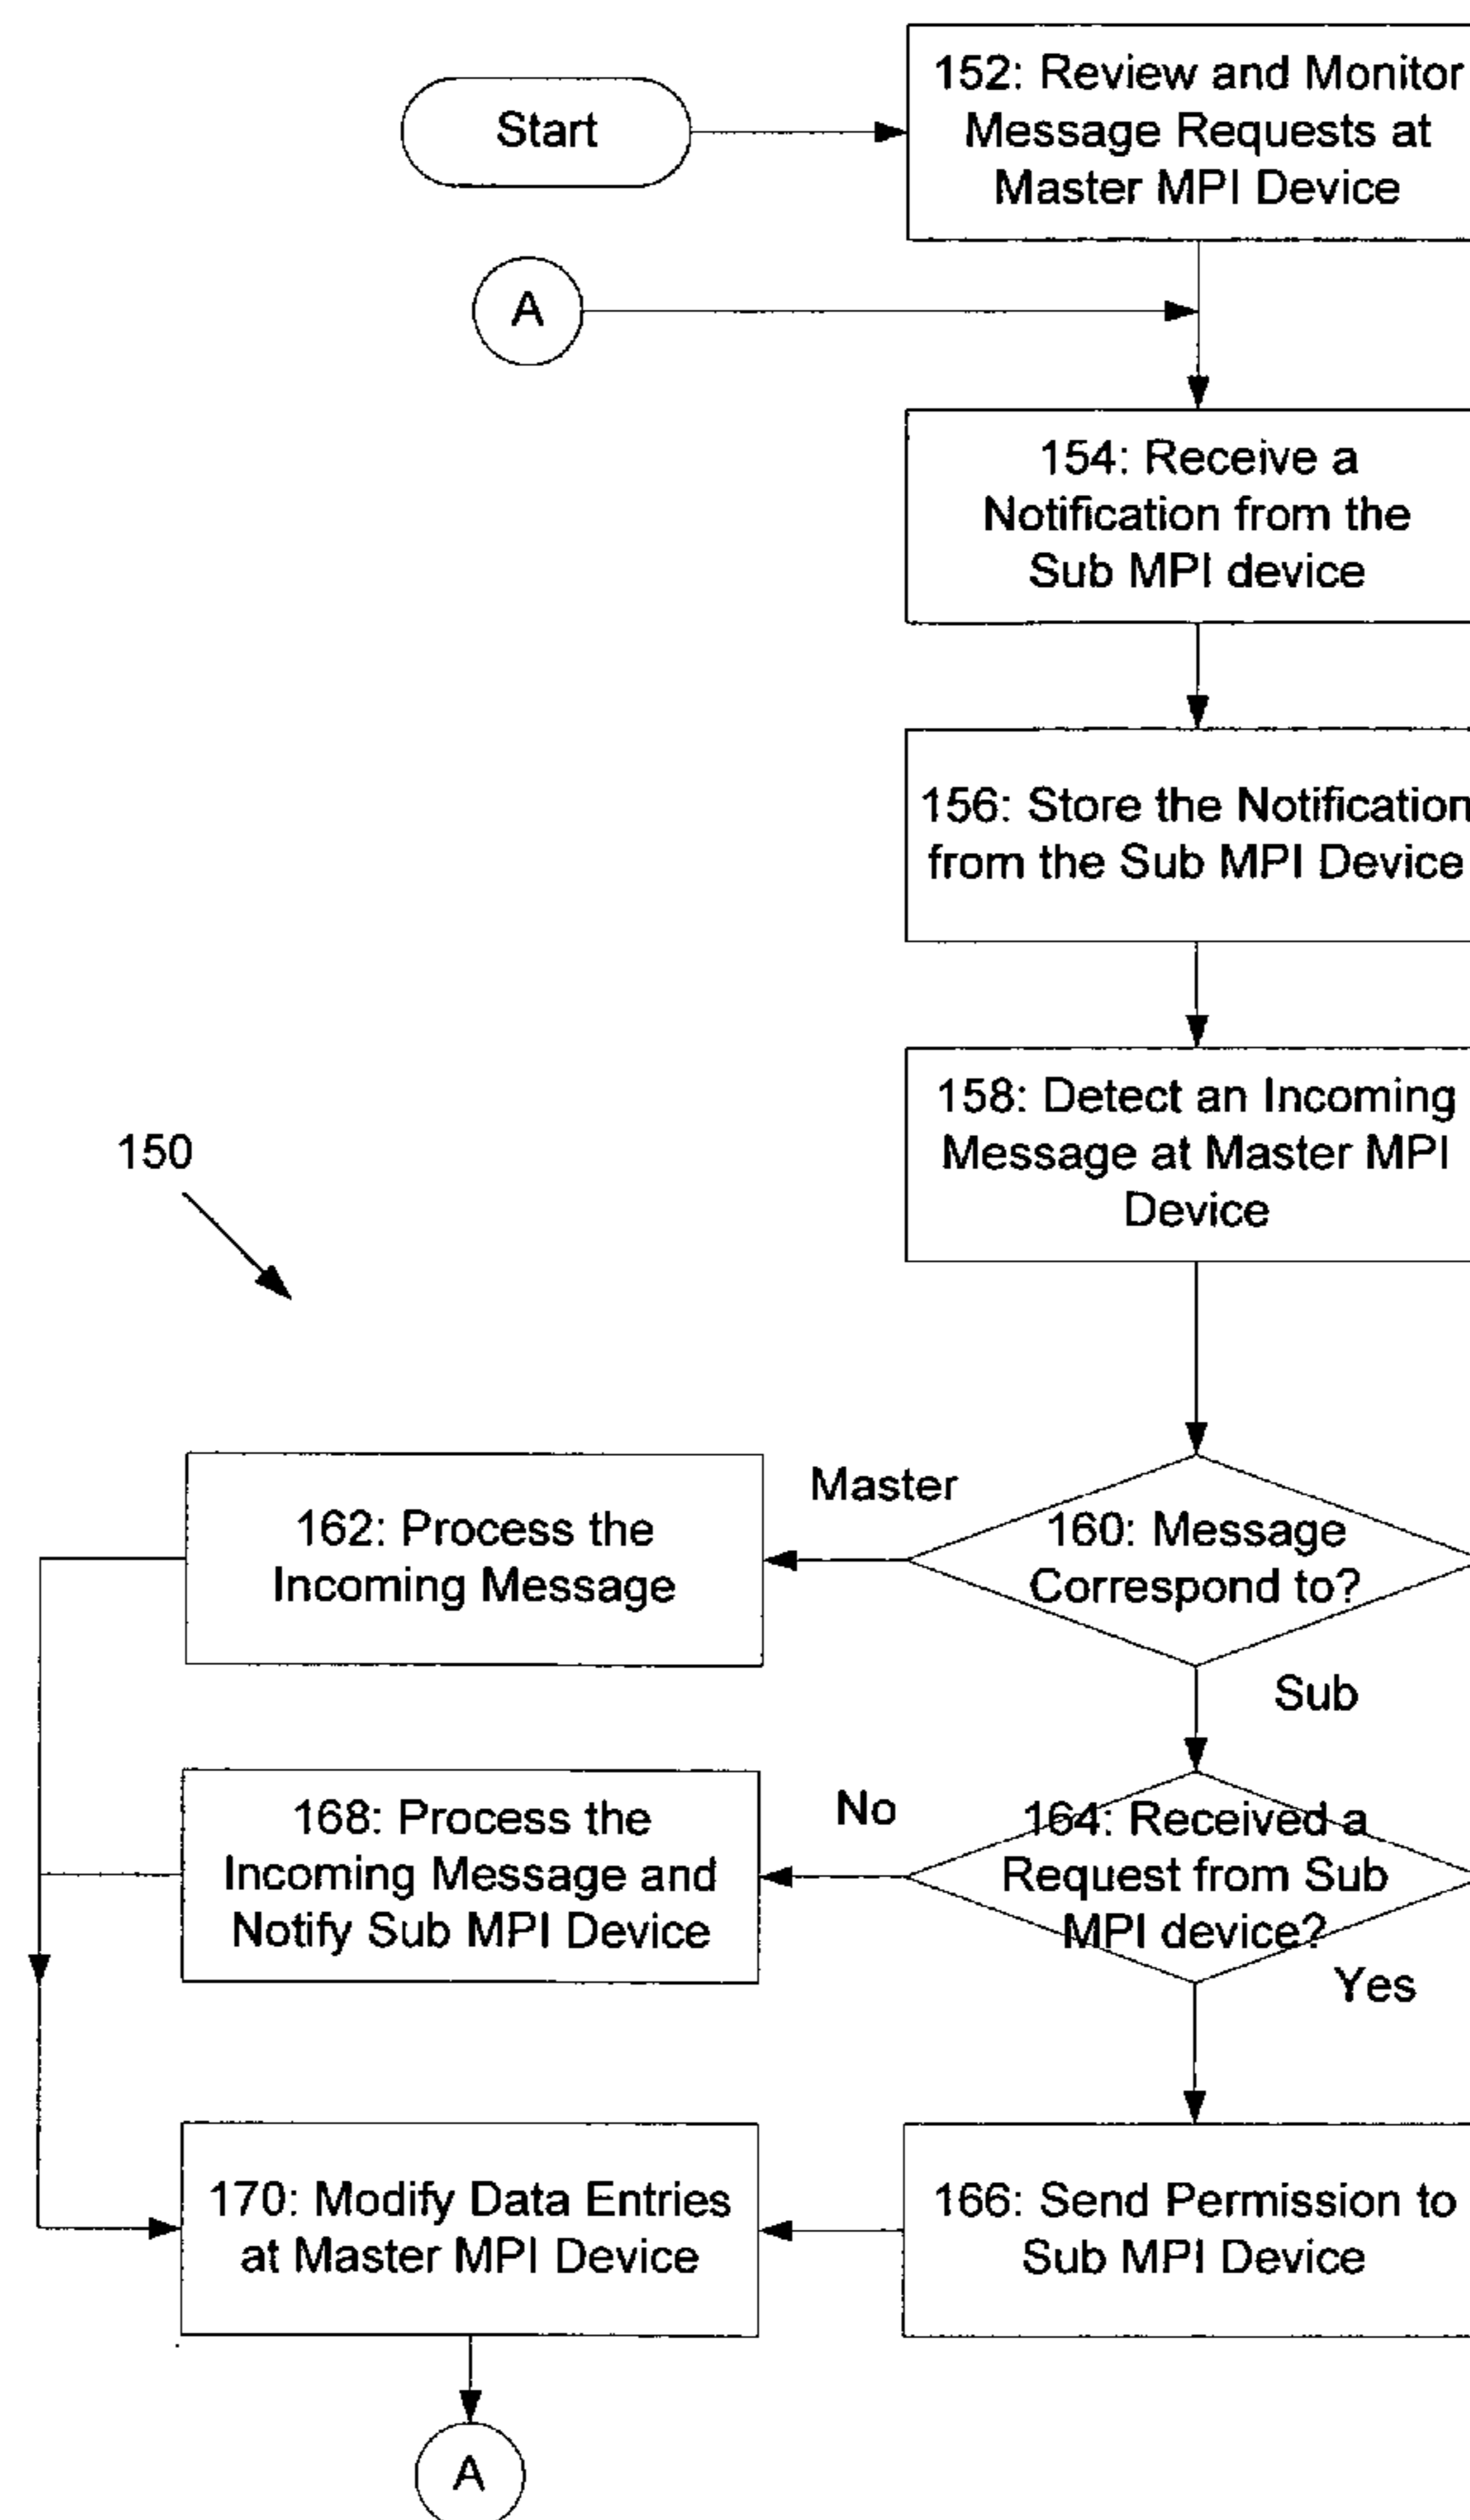 Start
152: Review and Monitor
Message Requests at
Master MPI Device
A
154: Receive a
Notification from the
Sub MPI device
156: Store the Notification
from the Sub MPI Device
158: Detect an Incoming
Message at Master MPI
Device
150
Master
160: Message
Correspond to?
162: Process the
Incoming Message
Sub
164: Received a
Request from Sub
MPI device?
No
168: Process the
Incoming Message and
Notify Sub MPI Device
Yes
166: Send Permission to
Sub MPI Device
170: Modify Data Entries
at Master MPI Device
A